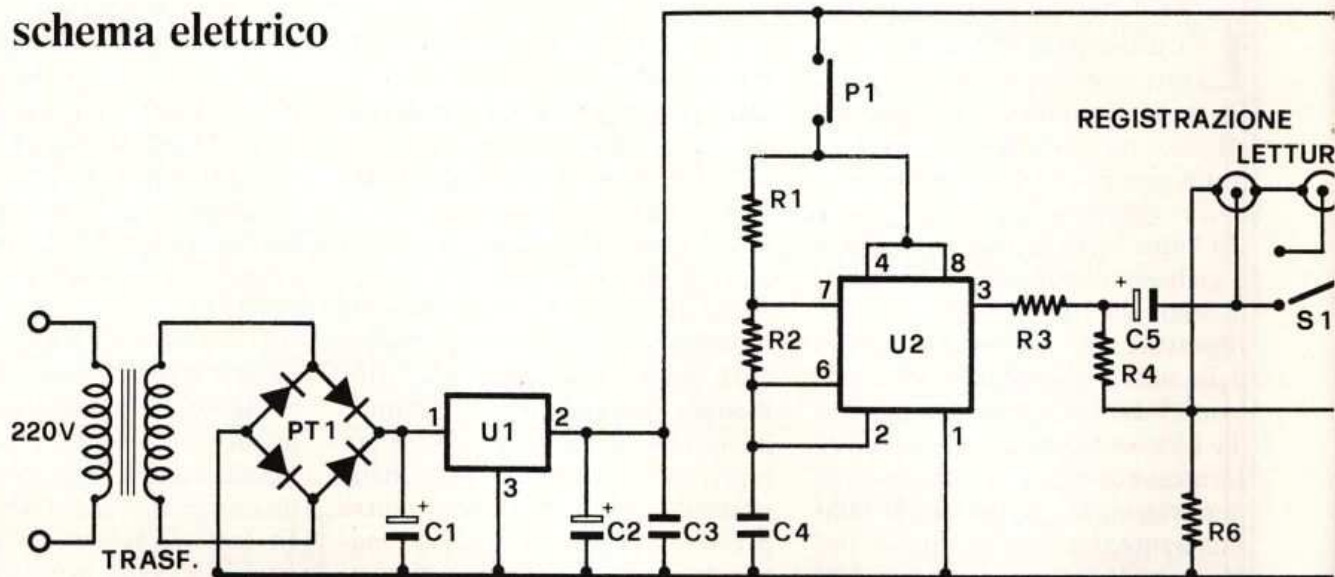 schema elettrico
P1
REGISTRAZIONE
LETTUR
R1
4 8
7 3
R2 U2 R3 + C5 S1
R4
6
220V PT1 1 U1 2
2 1
3
+ C1 + C2 C3 C4 R6
TRASF.